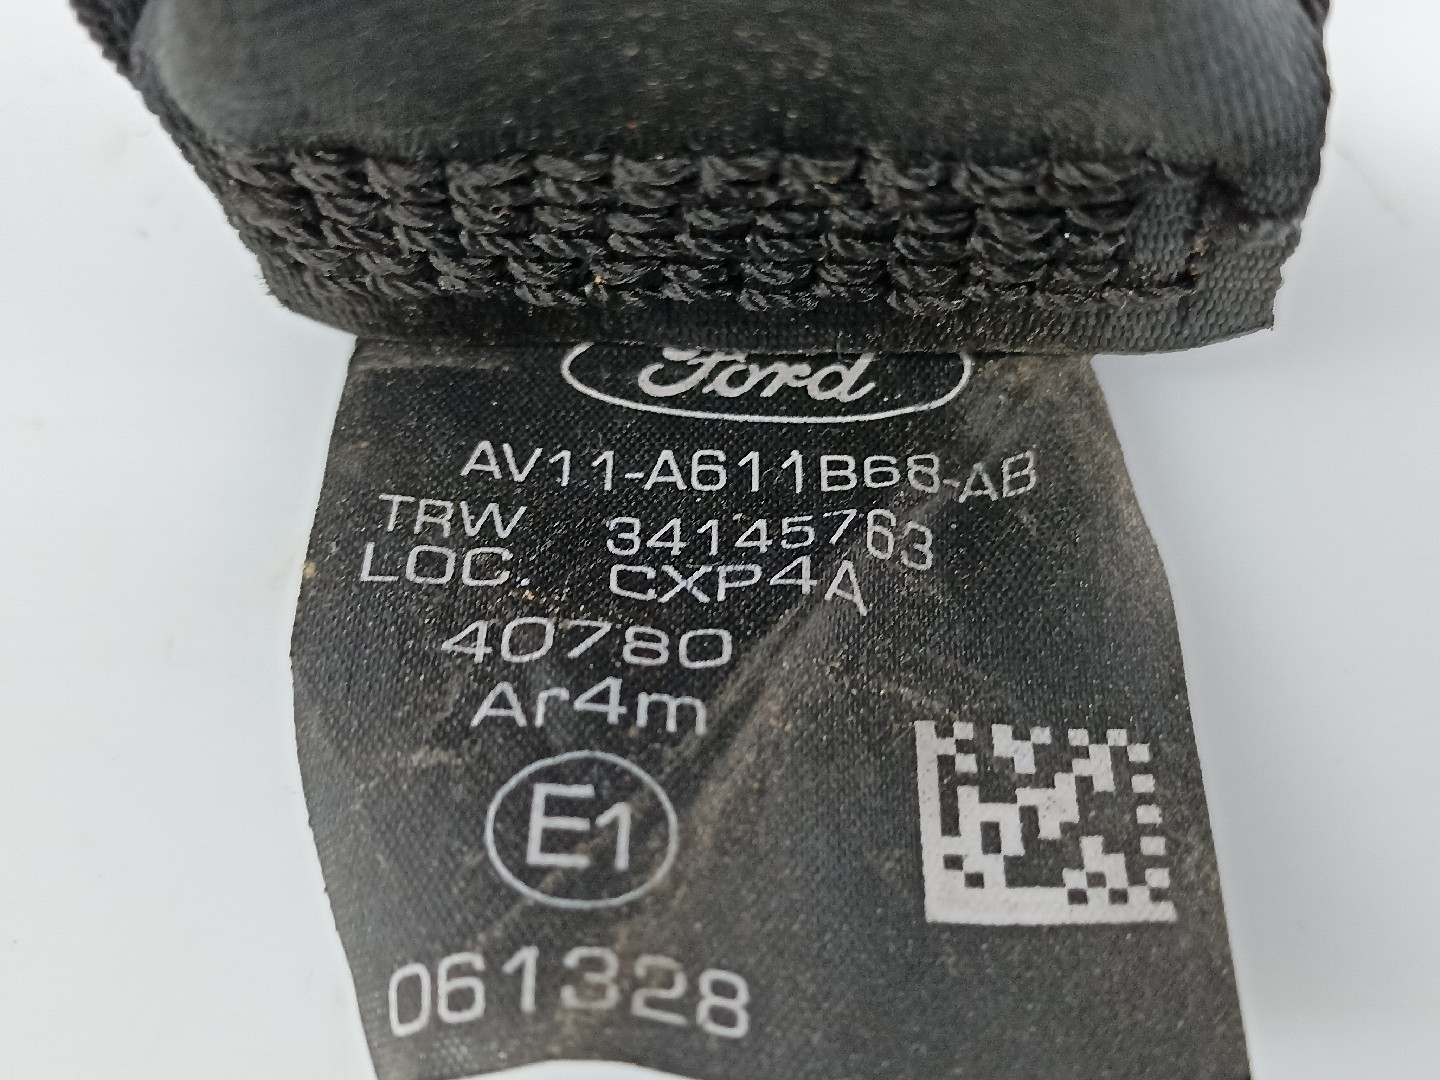 Ford
AV11-A611B68-AB
TRW 34145763
LOC. CXP4A
40780
Ar4m
E1
061328